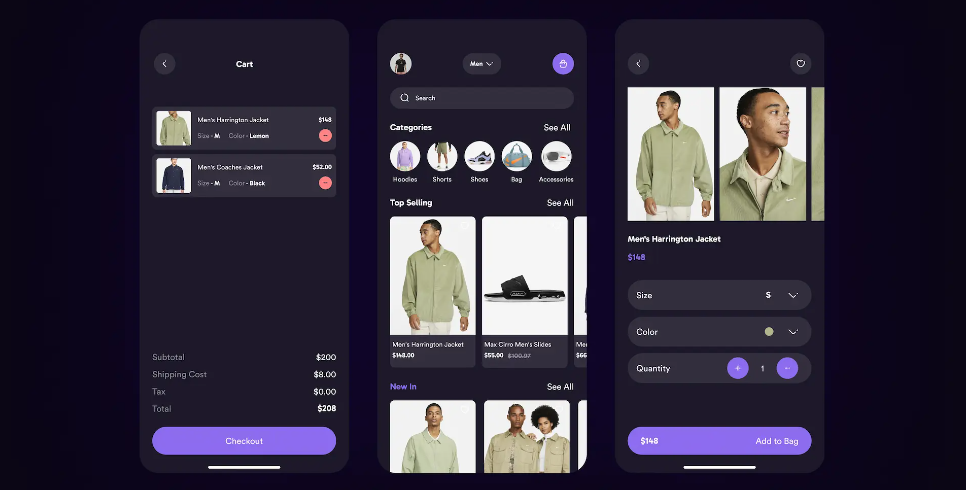 Cart
Men's Harrington Jacket $148
Size - M Color - Lemon
Men's Coaches Jacket $52.00
Size - M Color - Black
Subtotal $200
Shipping Cost $8.00
Tax $0.00
Total $208
Checkout
Men
Search
Categories See All
Hoodies Shorts Shoes Bag Accessories
Top Selling See All
Men's Harrington Jacket
$148.00
Max Cirro Men's Slides
$55.00 $100.97
Men
$66
New In See All
Men's Harrington Jacket
$148
Size S
Color
Quantity + 1 -
$148 Add to Bag